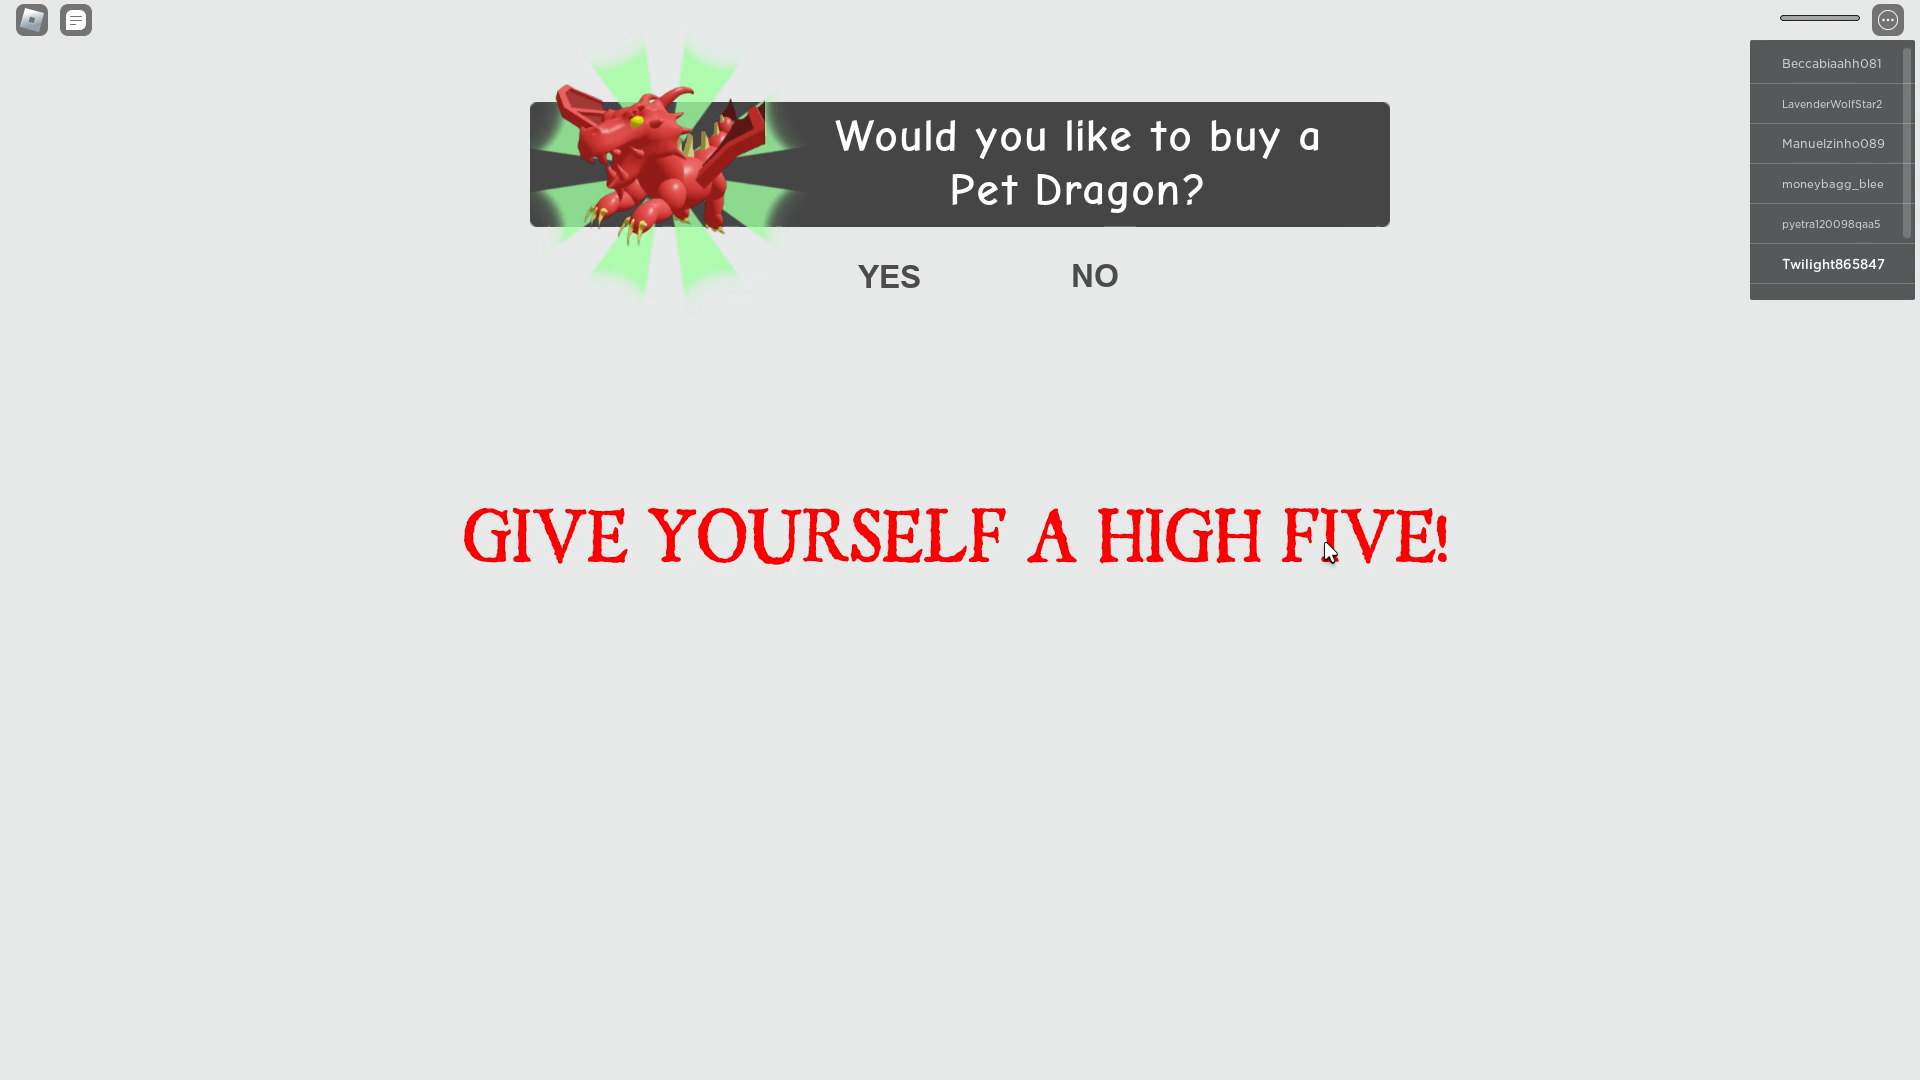 Would you like to buy a
Pet Dragon?
YES
NO
GIVE YOURSELF A HIGH FIVE!
Beccabiaahh081
LavenderWolfStar2
Manuelzinho089
moneybagg_blee
pyetra120098qaa5
Twilight865847